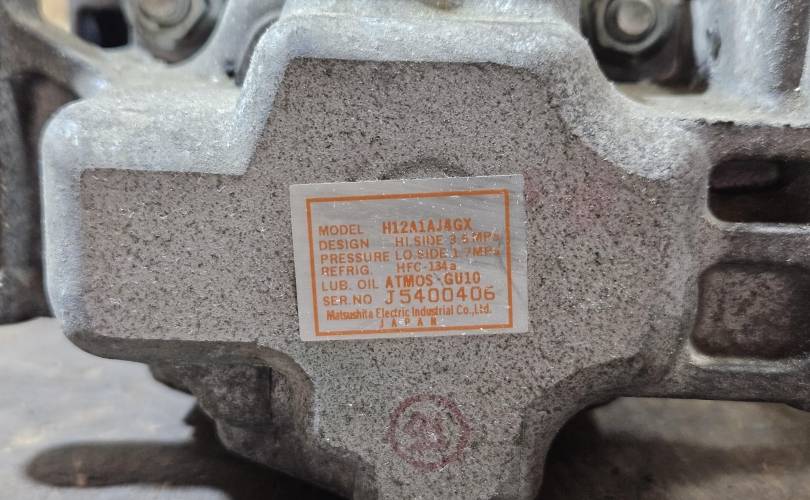 MODEL H12A1AJ4GX
DESIGN HI.SIDE 3.5MPa
PRESSURE LO.SIDE 1.7MPa
REFRIG. HFC-134a
LUB. OIL ATMOS GU10
SER.NO J5400406
Matsushita Electric Industrial Co.,Ltd.
JAPAN